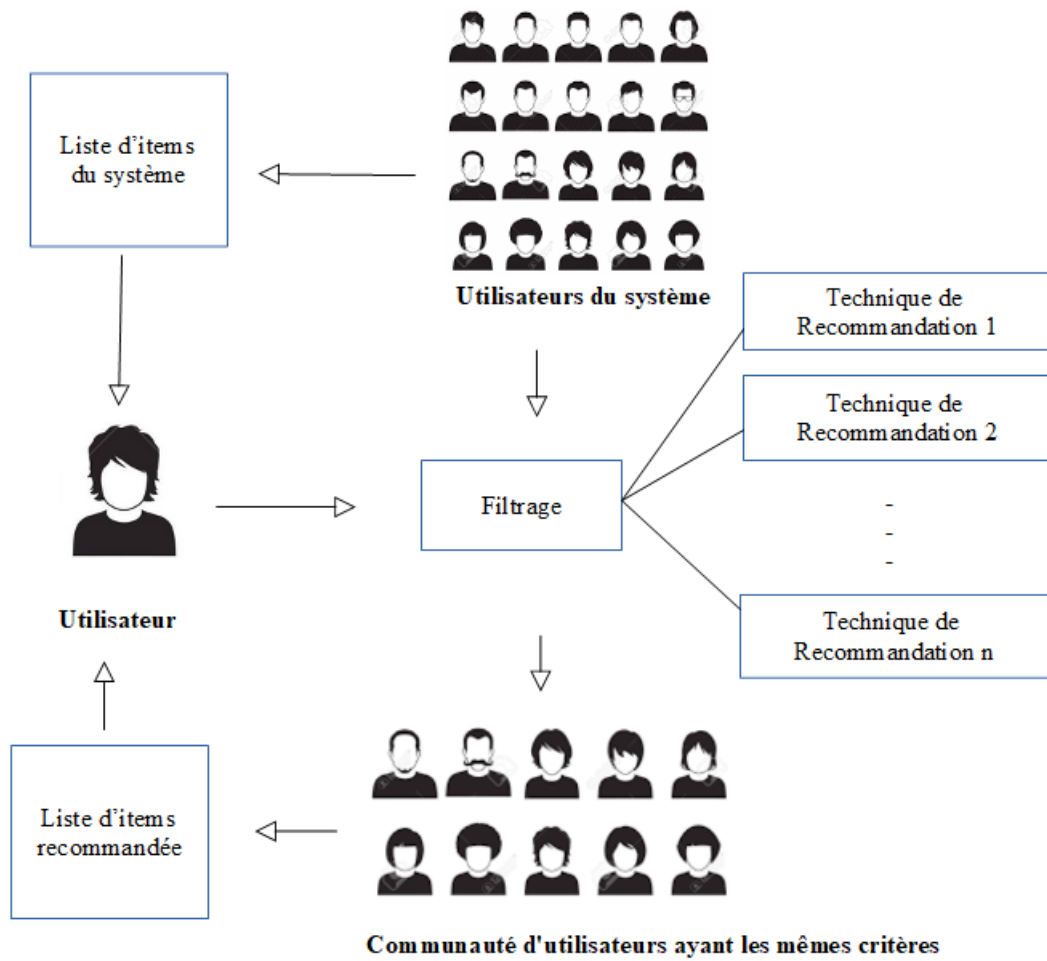 Liste d'items
du système
Utilisateurs du système
Technique de
Recommandation 1
Technique de
Recommandation 2
-
-
-
Technique de
Recommandation n
Filtrage
Utilisateur
Liste d'items
recommandée
Communauté d'utilisateurs ayant les mêmes critères